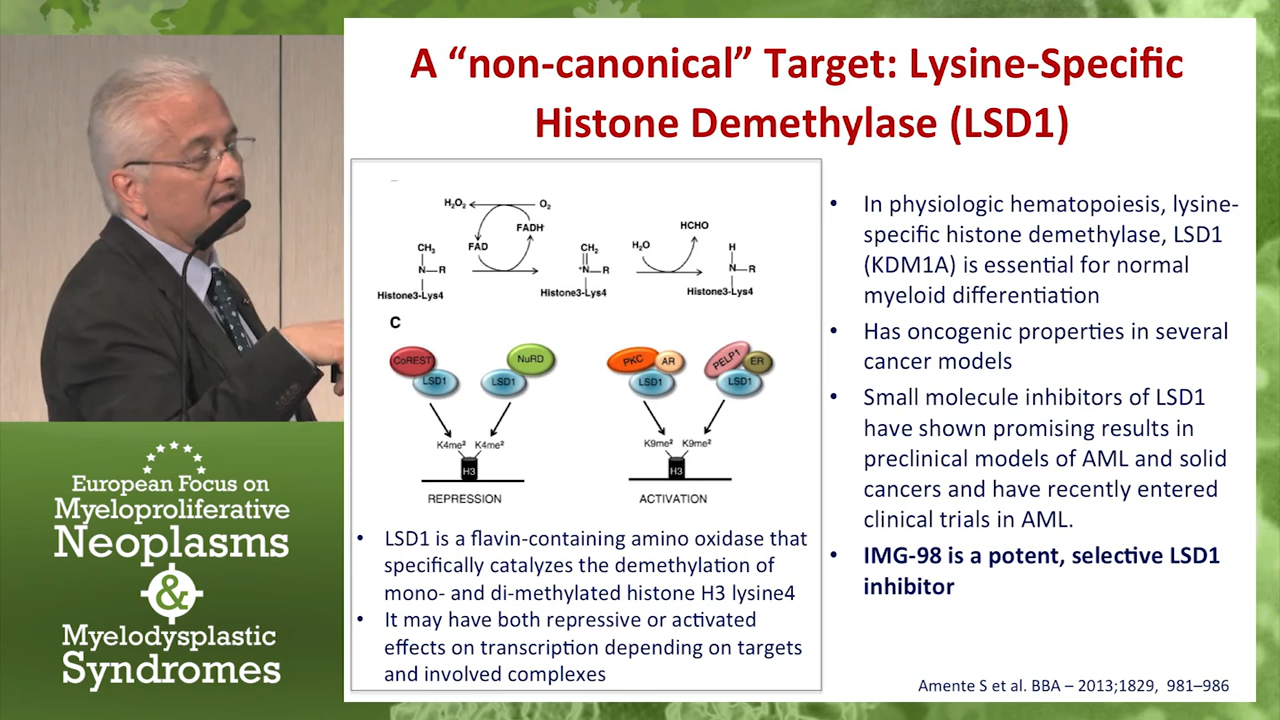 A “non-canonical” Target: Lysine-Specific
Histone Demethylase (LSD1)
H₂O₂
O₂
FADH
FAD
CH₃
N—R
Histone3-Lys4
CH₂
⁺N—R
Histone3-Lys4
H₂O
HCHO
H
N—R
Histone3-Lys4
C
CoREST
LSD1
NuRD
LSD1
PKC
AR
LSD1
PELP1
ER
LSD1
K4me² K4me²
H3
REPRESSION
K9me² K9me²
H3
ACTIVATION
• LSD1 is a flavin-containing amino oxidase that
specifically catalyzes the demethylation of
mono- and di-methylated histone H3 lysine4
• It may have both repressive or activated
effects on transcription depending on targets
and involved complexes
• In physiologic hematopoiesis, lysine-
specific histone demethylase, LSD1
(KDM1A) is essential for normal
myeloid differentiation
• Has oncogenic properties in several
cancer models
• Small molecule inhibitors of LSD1
have shown promising results in
preclinical models of AML and solid
cancers and have recently entered
clinical trials in AML.
• IMG-98 is a potent, selective LSD1
inhibitor
Amente S et al. BBA – 2013;1829, 981–986
European Focus on
Myeloproliferative
Neoplasms
&
Myelodysplastic
Syndromes